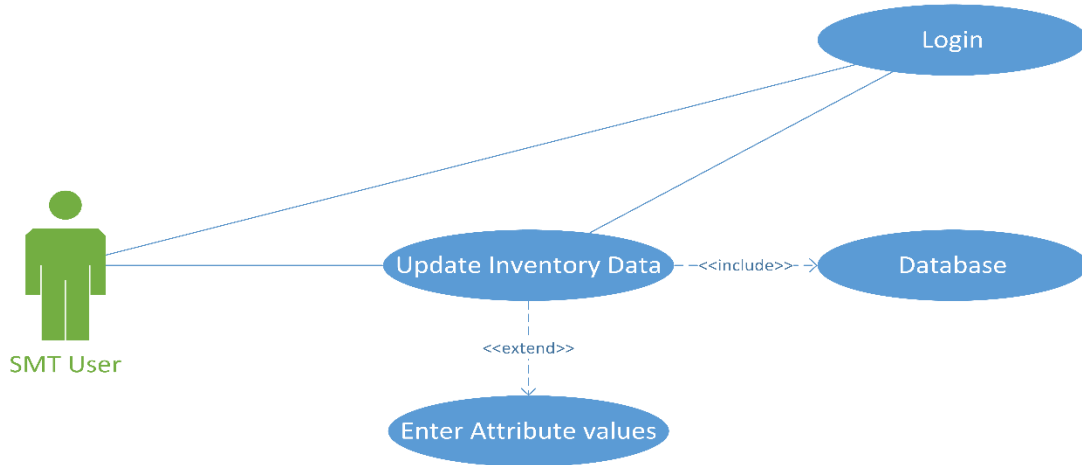 Login
Update Inventory Data
<<include>>
Database
SMT User
<<extend>>
Enter Attribute values